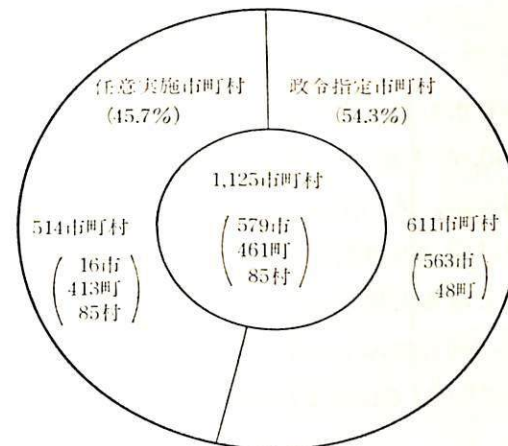 任意実施市町村
(45.7%)
政令指定市町村
(54.3%)
1,125市町村
579市
461町
85村
514市町村
16市
413町
85村
611市町村
563市
48町